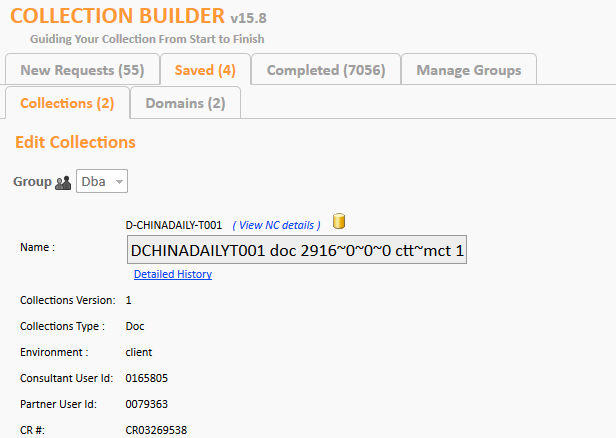 COLLECTION BUILDER v15.8
Guiding Your Collection From Start to Finish
New Requests (55) Saved (4) Completed (7056) Manage Groups
Collections (2) Domains (2)
Edit Collections
Group Dba
D-CHINADAILY-T001 ( View NC details )
Name :
DCHINADAILYT001 doc 2916~0~0~0 ctt~mct 1
Detailed History
Collections Version: 1
Collections Type : Doc
Environment : client
Consultant User Id: 0165805
Partner User Id: 0079363
CR #: CR03269538